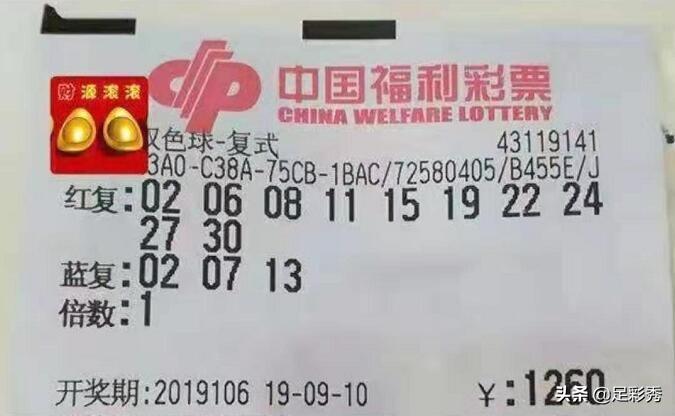 中国福利彩票
CHINA WELFARE LOTTERY
财源滚滚
双色球-复式 43119141
3A0-C38A-75CB-1BAC/72580405/B455E/J
红复:02 06 08 11 15 19 22 24
27 30
蓝复:02 07 13
倍数:1
开奖期:2019106 19-09-10 ¥:1260
头条 @足彩秀